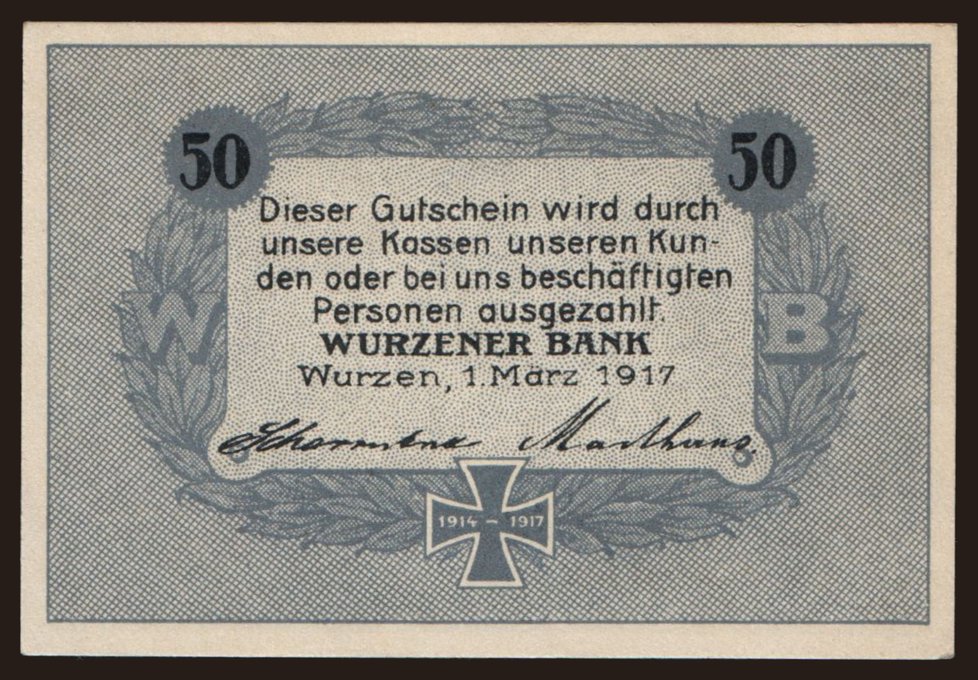 50 50
Dieser Gutschein wird durch
unsere Kassen unseren Kun-
den oder bei uns beschäftigten
Personen ausgezahlt.
W B
WURZENER BANK
Wurzen, 1. März 1917
1914 - 1917